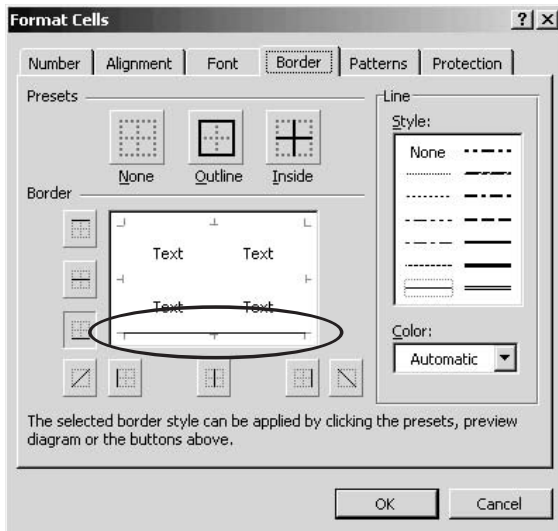 Format Cells
Number Alignment Font Border Patterns Protection
Presets
None Outline Inside
Border
Text Text
Text Text
Line
Style:
None
Color:
Automatic
The selected border style can be applied by clicking the presets, preview
diagram or the buttons above.
OK Cancel